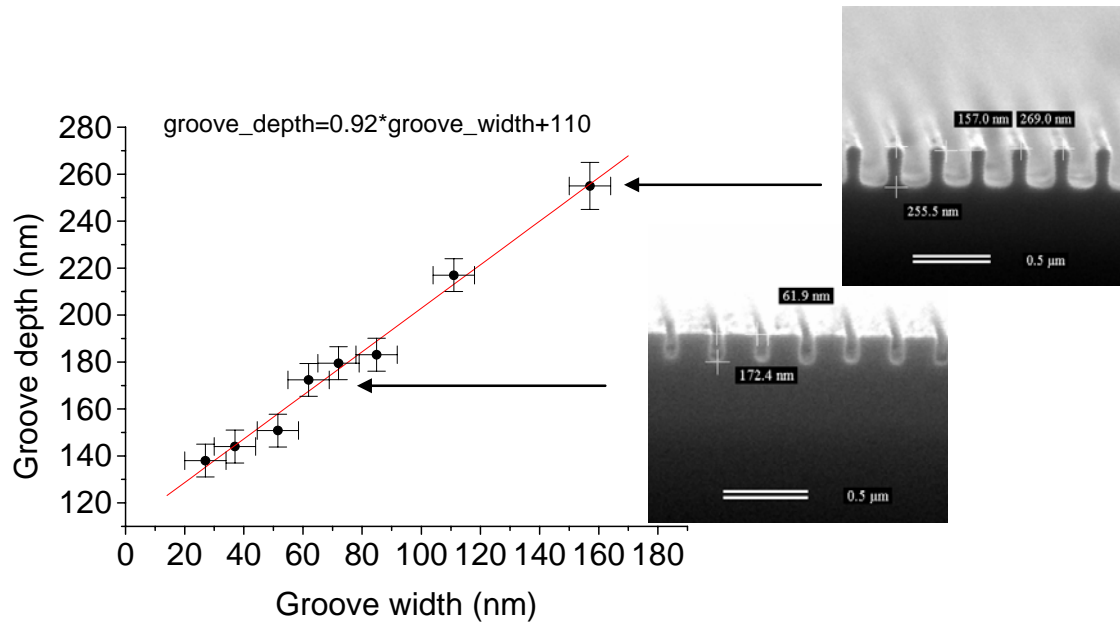 groove_depth=0.92*groove_width+110
280
260
240
220
200
180
160
140
120
Groove depth (nm)
0 20 40 60 80 100 120 140 160 180
Groove width (nm)
157.0 nm 269.0 nm
255.5 nm
0.5 µm
61.9 nm
172.4 nm
0.5 µm